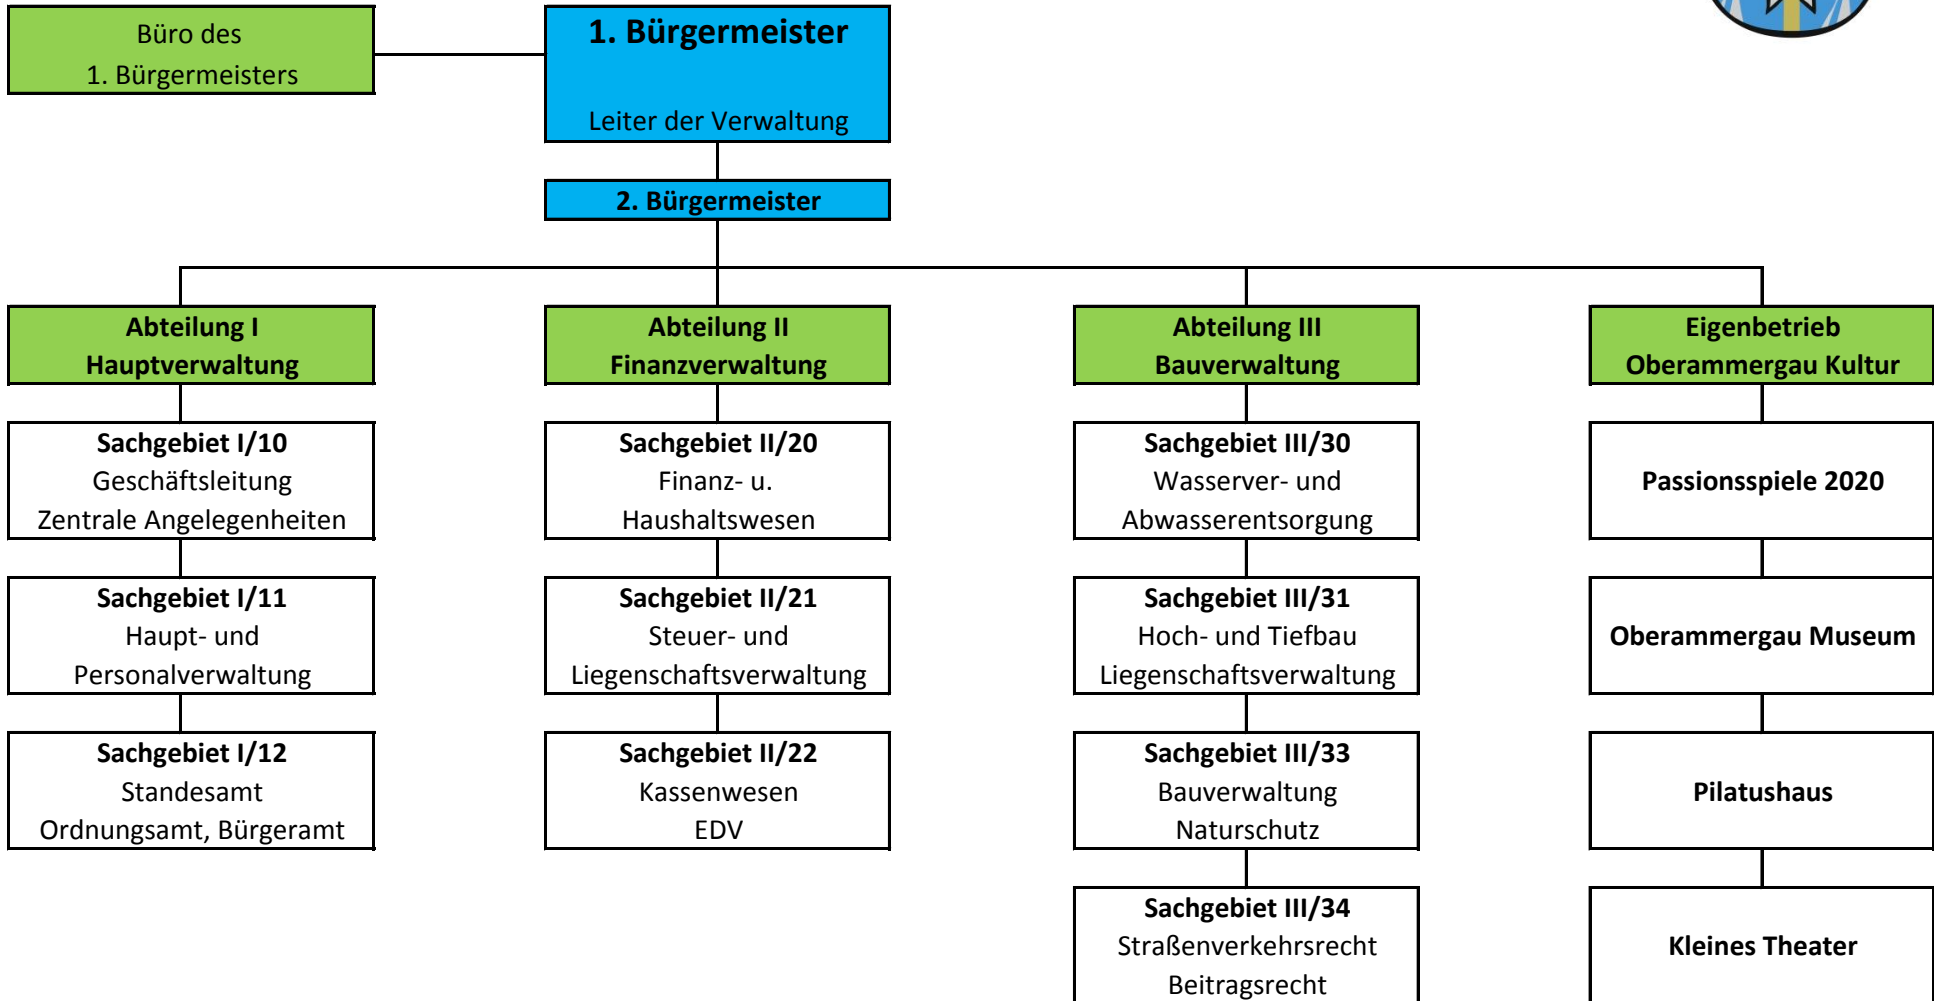 Büro des
1. Bürgermeisters
1. Bürgermeister
Leiter der Verwaltung
2. Bürgermeister
Abteilung I
Hauptverwaltung
Abteilung II
Finanzverwaltung
Abteilung III
Bauverwaltung
Eigenbetrieb
Oberammergau Kultur
Sachgebiet I/10
Geschäftsleitung
Zentrale Angelegenheiten
Sachgebiet II/20
Finanz- u.
Haushaltswesen
Sachgebiet III/30
Wasserver- und
Abwasserentsorgung
Passionsspiele 2020
Sachgebiet I/11
Haupt- und
Personalverwaltung
Sachgebiet II/21
Steuer- und
Liegenschaftsverwaltung
Sachgebiet III/31
Hoch- und Tiefbau
Liegenschaftsverwaltung
Oberammergau Museum
Sachgebiet I/12
Standesamt
Ordnungsamt, Bürgeramt
Sachgebiet II/22
Kassenwesen
EDV
Sachgebiet III/33
Bauverwaltung
Naturschutz
Pilatushaus
Sachgebiet III/34
Straßenverkehrsrecht
Beitragsrecht
Kleines Theater